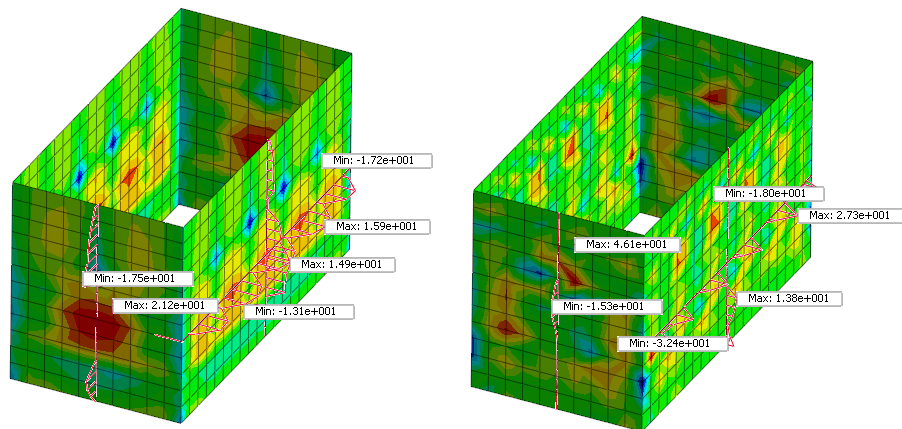 Min: -1.72e+001
Max: 1.59e+001
Max: 1.49e+001
Min: -1.75e+001
Max: 2.12e+001
Min: -1.31e+001
Min: -1.80e+001
Max: 2.73e+001
Max: 4.61e+001
Max: 1.38e+001
Min: -1.53e+001
Min: -3.24e+001